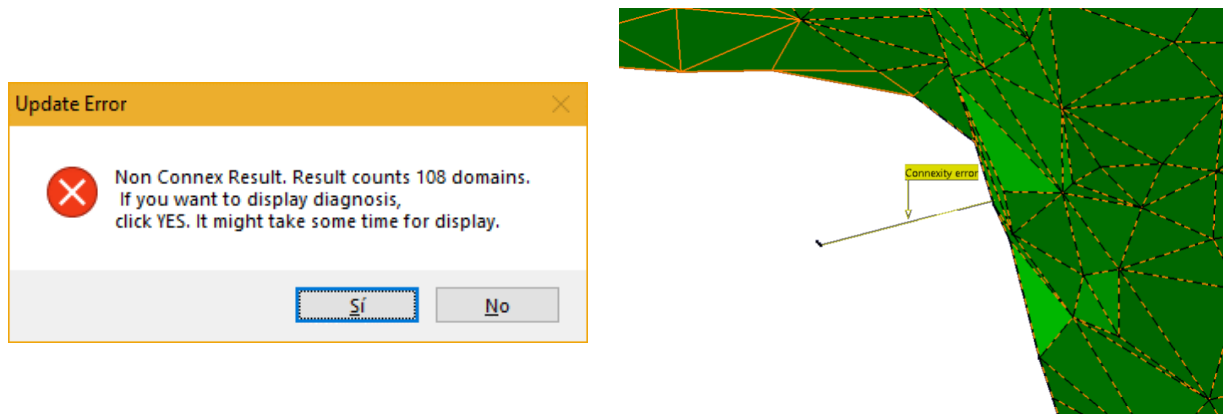 Update Error
Non Connex Result. Result counts 108 domains.
If you want to display diagnosis,
click YES. It might take some time for display.
Sí
No
Connexity error